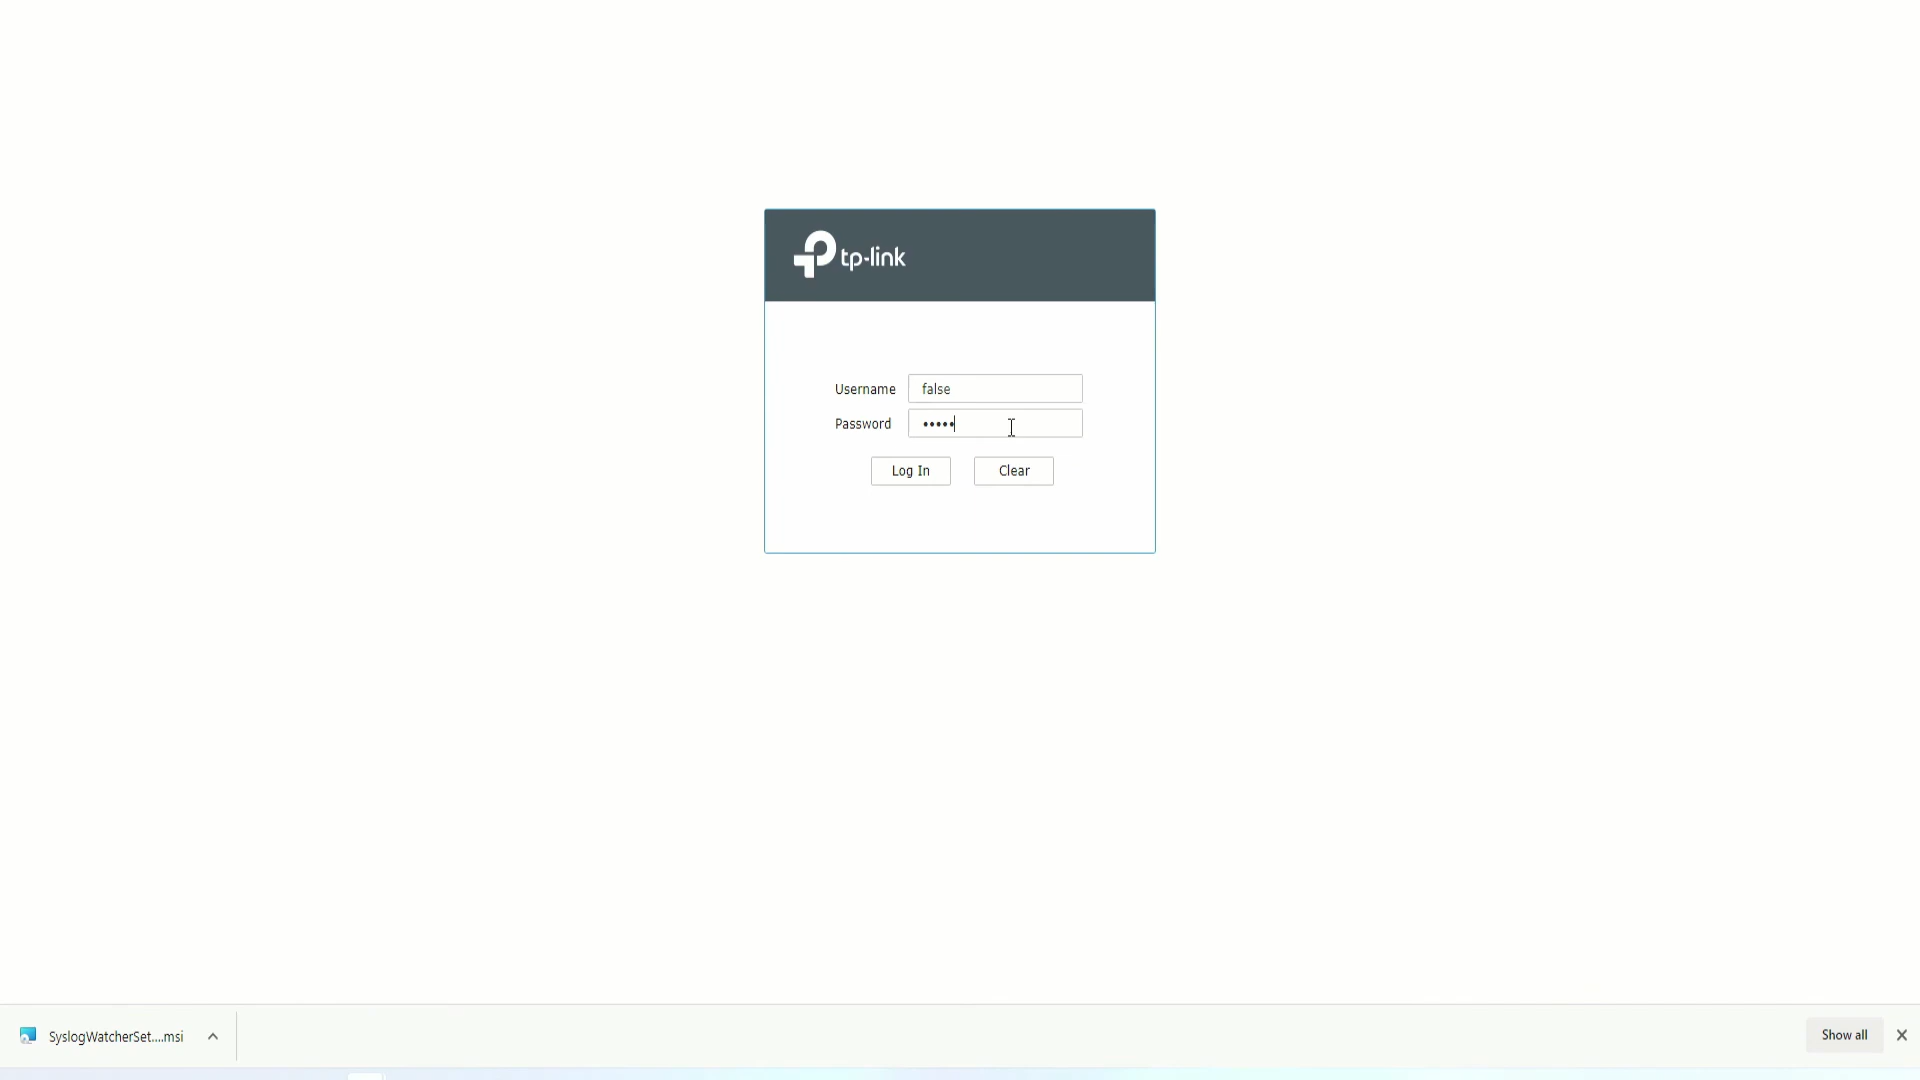 tp-link
Username false
Password •••••
Log In Clear
SyslogWatcherSet....msi
Show all